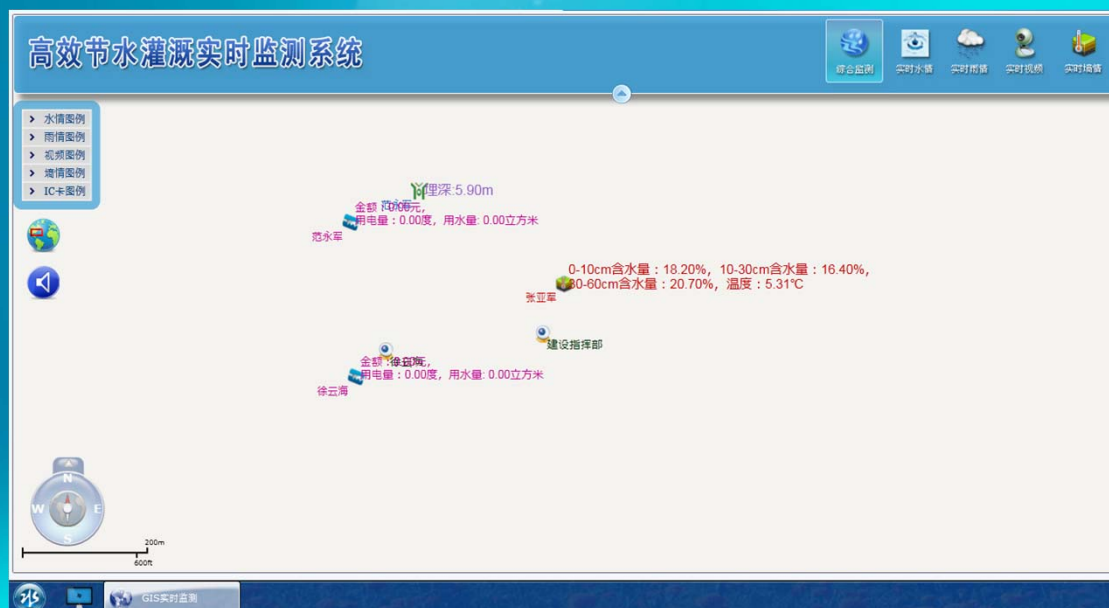 高效节水灌溉实时监测系统
综合监测
实时水情
实时雨情
实时视频
实时墒情
水情图例
雨情图例
视频图例
墒情图例
IC卡图例
埋深:5.90m
范永军
金额：0.00元，
用电量：0.00度，用水量: 0.00立方米
范永军
0-10cm含水量：18.20%，10-30cm含水量：16.40%，
30-60cm含水量：20.70%，温度：5.31℃
张亚军
建设指挥部
徐云海
金额：0.00元，
用电量：0.00度，用水量: 0.00立方米
徐云海
N
W
E
S
200m
600ft
GIS实时监测